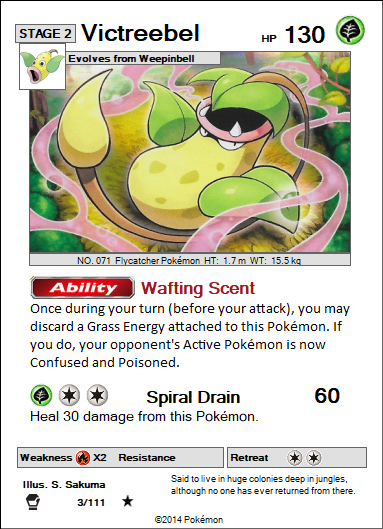 STAGE 2 Victreebel HP 130
Evolves from Weepinbell
NO. 071 Flycatcher Pokémon HT: 1.7 m WT: 15.5 kg
Ability Wafting Scent
Once during your turn (before your attack), you may
discard a Grass Energy attached to this Pokémon. If
you do, your opponent's Active Pokémon is now
Confused and Poisoned.
Spiral Drain 60
Heal 30 damage from this Pokémon.
Weakness X2 Resistance Retreat
Illus. S. Sakuma
3/111
Said to live in huge colonies deep in jungles,
although no one has ever returned from there.
©2014 Pokémon